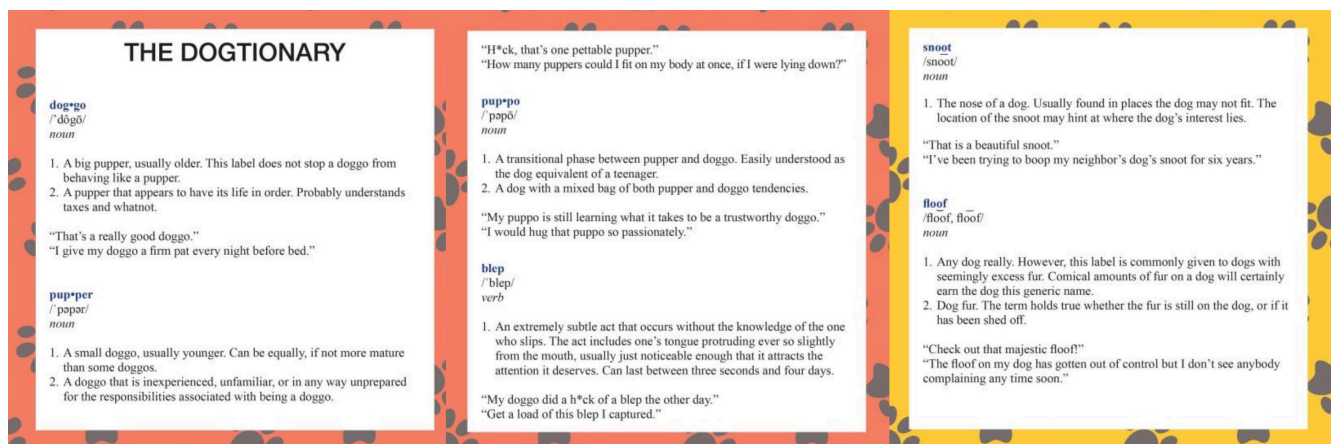 THE DOGTIONARY
dog•go
/ˈdôgō/
noun
1. A big pupper, usually older. This label does not stop a doggo from
behaving like a pupper.
2. A pupper that appears to have its life in order. Probably understands
taxes and whatnot.
“That’s a really good doggo.”
“I give my doggo a firm pat every night before bed.”
pup•per
/ˈpəpər/
noun
1. A small doggo, usually younger. Can be equally, if not more mature
than some doggos.
2. A doggo that is inexperienced, unfamiliar, or in any way unprepared
for the responsibilities associated with being a doggo.
“H*ck, that’s one pettable pupper.”
“How many puppers could I fit on my body at once, if I were lying down?”
pup•po
/ˈpəpō/
noun
1. A transitional phase between pupper and doggo. Easily understood as
the dog equivalent of a teenager.
2. A dog with a mixed bag of both pupper and doggo tendencies.
“My puppo is still learning what it takes to be a trustworthy doggo.”
“I would hug that puppo so passionately.”
blep
/ˈblep/
verb
1. An extremely subtle act that occurs without the knowledge of the one
who slips. The act includes one’s tongue protruding ever so slightly
from the mouth, usually just noticeable enough that it attracts the
attention it deserves. Can last between three seconds and four days.
“My doggo did a h*ck of a blep the other day.”
“Get a load of this blep I captured.”
snoot
/sno͞ot/
noun
1. The nose of a dog. Usually found in places the dog may not fit. The
location of the snoot may hint at where the dog’s interest lies.
“That is a beautiful snoot.”
“I’ve been trying to boop my neighbor’s dog’s snoot for six years.”
floof
/flo͝of, flo͞of/
noun
1. Any dog really. However, this label is commonly given to dogs with
seemingly excess fur. Comical amounts of fur on a dog will certainly
earn the dog this generic name.
2. Dog fur. The term holds true whether the fur is still on the dog, or if it
has been shed off.
“Check out that majestic floof!”
“The floof on my dog has gotten out of control but I don’t see anybody
complaining any time soon.”